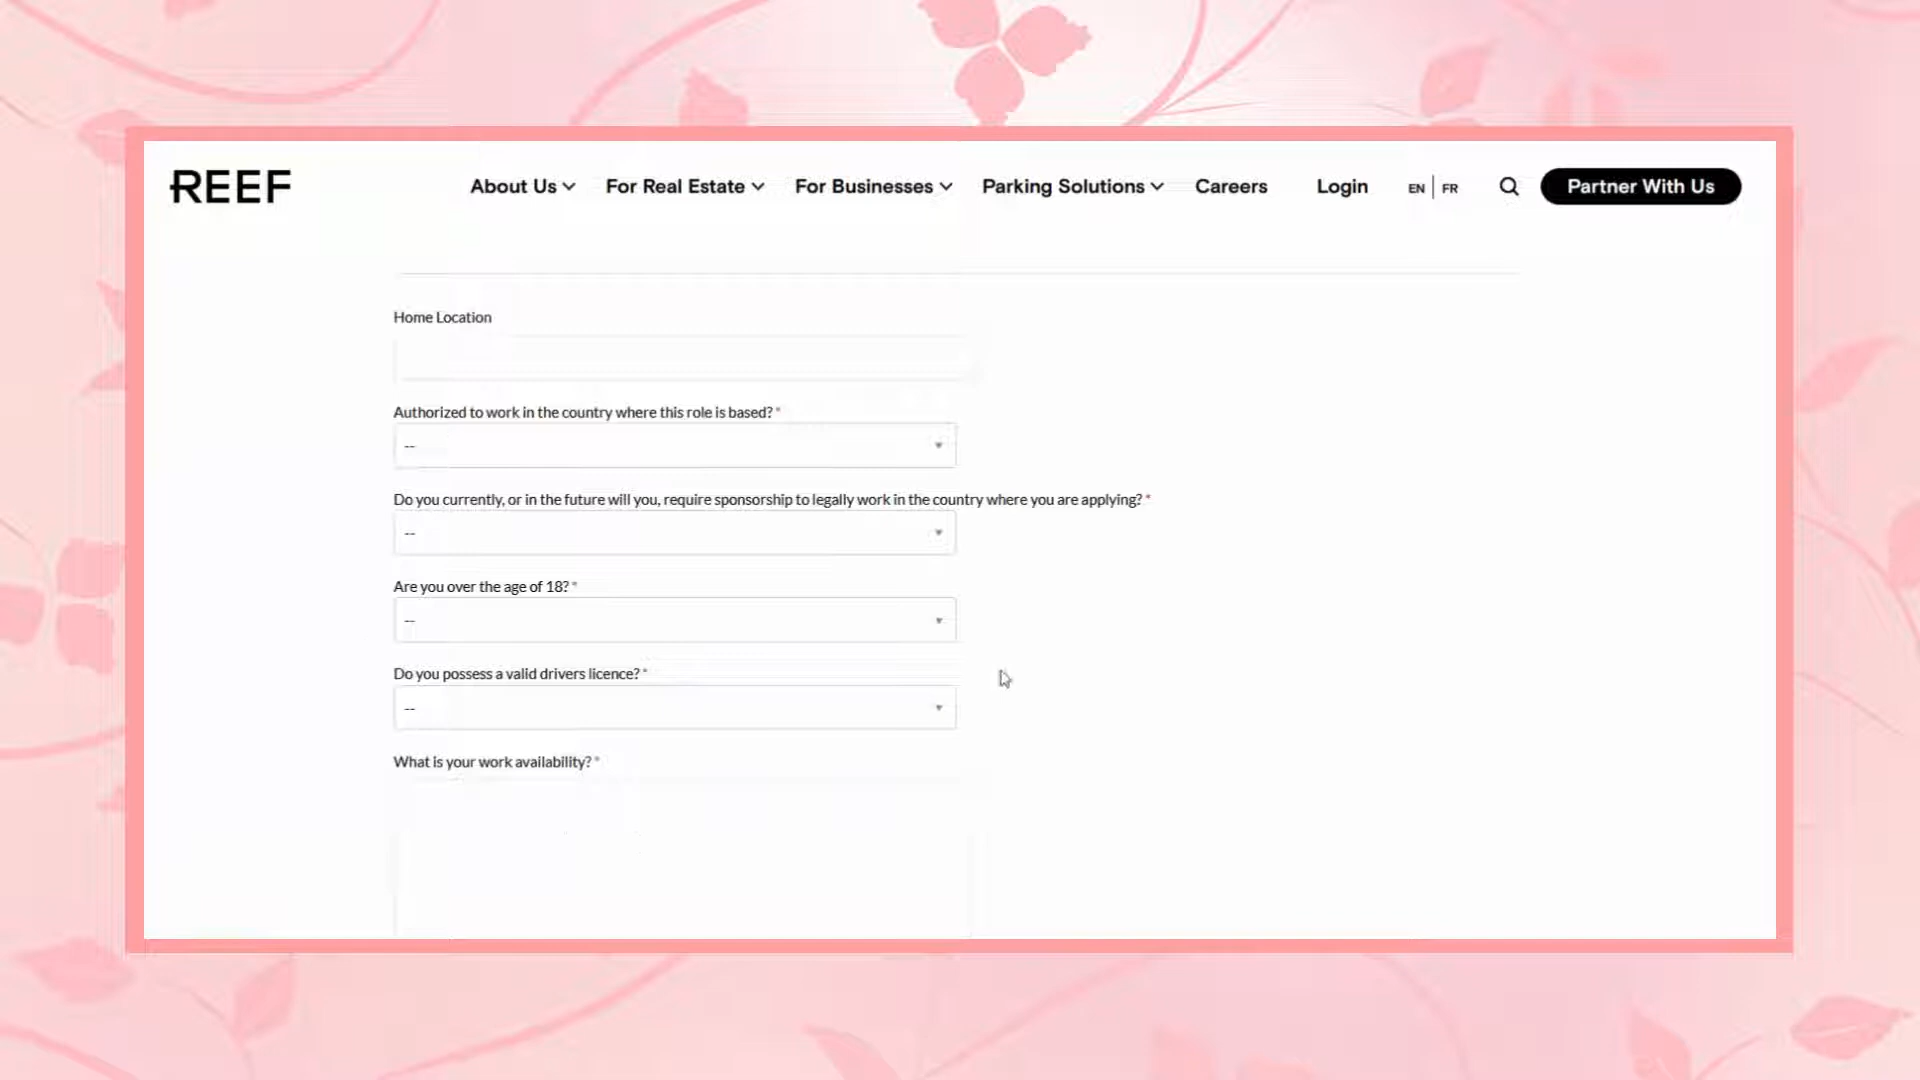 REEF
About Us
For Real Estate
For Businesses
Parking Solutions
Careers
Login
EN | FR
Partner With Us
Home Location
Authorized to work in the country where this role is based? *
--
Do you currently, or in the future will you, require sponsorship to legally work in the country where you are applying? *
--
Are you over the age of 18? *
--
Do you possess a valid drivers licence? *
--
What is your work availability? *